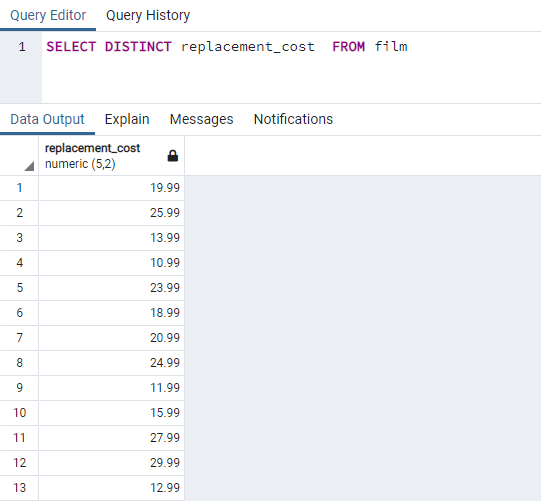 Query Editor Query History
1 SELECT DISTINCT replacement_cost  FROM film
Data Output Explain Messages Notifications
replacement_cost
numeric (5,2)
1 19.99
2 25.99
3 13.99
4 10.99
5 23.99
6 18.99
7 20.99
8 24.99
9 11.99
10 15.99
11 27.99
12 29.99
13 12.99